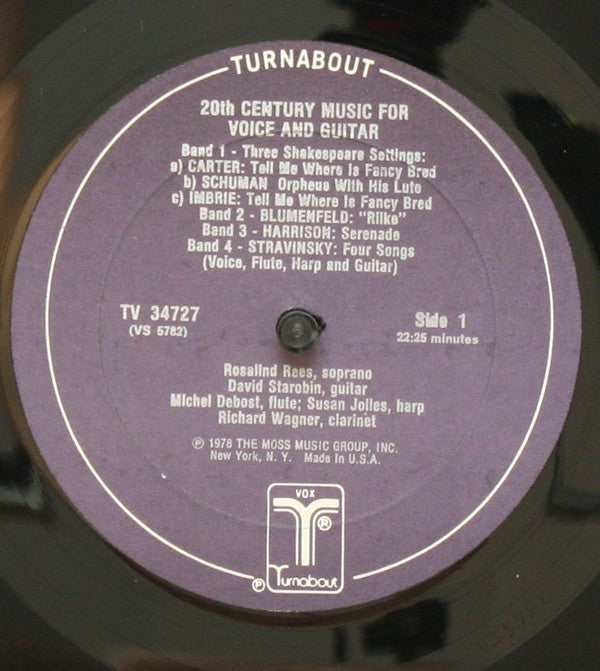 TURNABOUT
20th CENTURY MUSIC FOR
VOICE AND GUITAR
Band 1 - Three Shakespeare Settings:
a) CARTER: Tell Me Where Is Fancy Bred
b) SCHUMAN Orpheus With His Lute
c) IMBRIE: Tell Me Where Is Fancy Bred
Band 2 - BLUMENFELD: "Rilke"
Band 3 - HARRISON: Serenade
Band 4 - STRAVINSKY: Four Songs
(Voice, Flute, Harp and Guitar)
TV 34727
(VS 5782)
Side 1
22:25 minutes
Rosalind Rees, soprano
David Starobin, guitar
Michel Debost, flute; Susan Jolles, harp
Richard Wagner, clarinet
℗ 1978 THE MOSS MUSIC GROUP, INC.
New York, N. Y. Made In U.S.A.
VOX
T®
℗ Turnabout